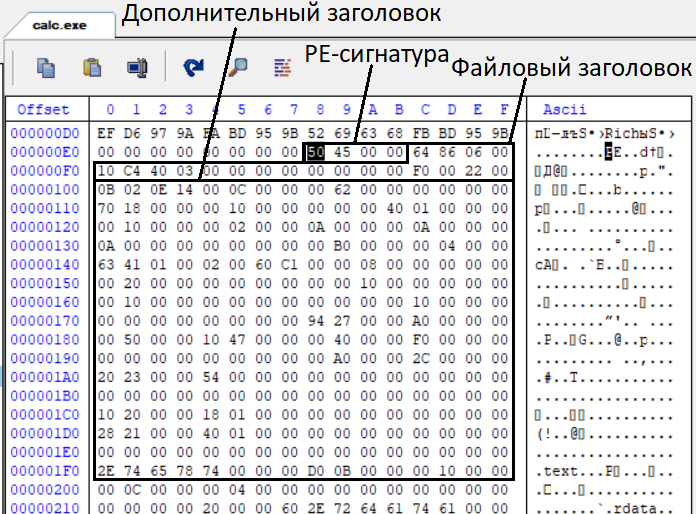 Дополнительный заголовок
calc.exe
PE-сигнатура
Файловый заголовок
Offset 0 1 2 3 4 5 6 7 8 9 A B C D E F Ascii
000000D0 EF D6 97 9A EA BD 95 9B 52 69 63 68 FB BD 95 9B
000000E0 00 00 00 00 00 00 00 00 50 45 00 00 64 86 06 00 ........PE..d†.
000000F0 10 C4 40 03 00 00 00 00 00 00 00 00 F0 00 22 00
00000100 0B 02 0E 14 00 0C 00 00 00 62 00 00 00 00 00 00
00000110 70 18 00 00 00 10 00 00 00 00 00 40 01 00 00 00
00000120 00 10 00 00 00 02 00 00 0A 00 00 00 0A 00 00 00
00000130 0A 00 00 00 00 00 00 00 00 B0 00 00 00 04 00 00
00000140 63 41 01 00 02 00 60 C1 00 00 08 00 00 00 00 00
00000150 00 20 00 00 00 00 00 00 00 00 10 00 00 00 00 00
00000160 00 10 00 00 00 00 00 00 00 00 00 00 10 00 00 00
00000170 00 00 00 00 00 00 00 00 94 27 00 00 A0 00 00 00
00000180 00 50 00 00 10 47 00 00 00 40 00 00 F0 00 00 00
00000190 00 00 00 00 00 00 00 00 00 A0 00 00 2C 00 00 00
000001A0 20 23 00 00 54 00 00 00 00 00 00 00 00 00 00 00 #..T...........
000001B0 00 00 00 00 00 00 00 00 00 00 00 00 00 00 00 00 ................
000001C0 10 20 00 00 18 01 00 00 00 00 00 00 00 00 00 00
000001D0 28 21 00 00 40 01 00 00 00 00 00 00 00 00 00 00
000001E0 00 00 00 00 00 00 00 00 00 00 00 00 00 00 00 00 ................
000001F0 2E 74 65 78 74 00 00 00 D0 0B 00 00 00 10 00 00 .text...
00000200 00 0C 00 00 00 04 00 00 00 00 00 00 00 00 00 00
00000210 00 00 00 00 20 00 00 60 2E 72 64 61 74 61 00 00 .... ..`.rdata..